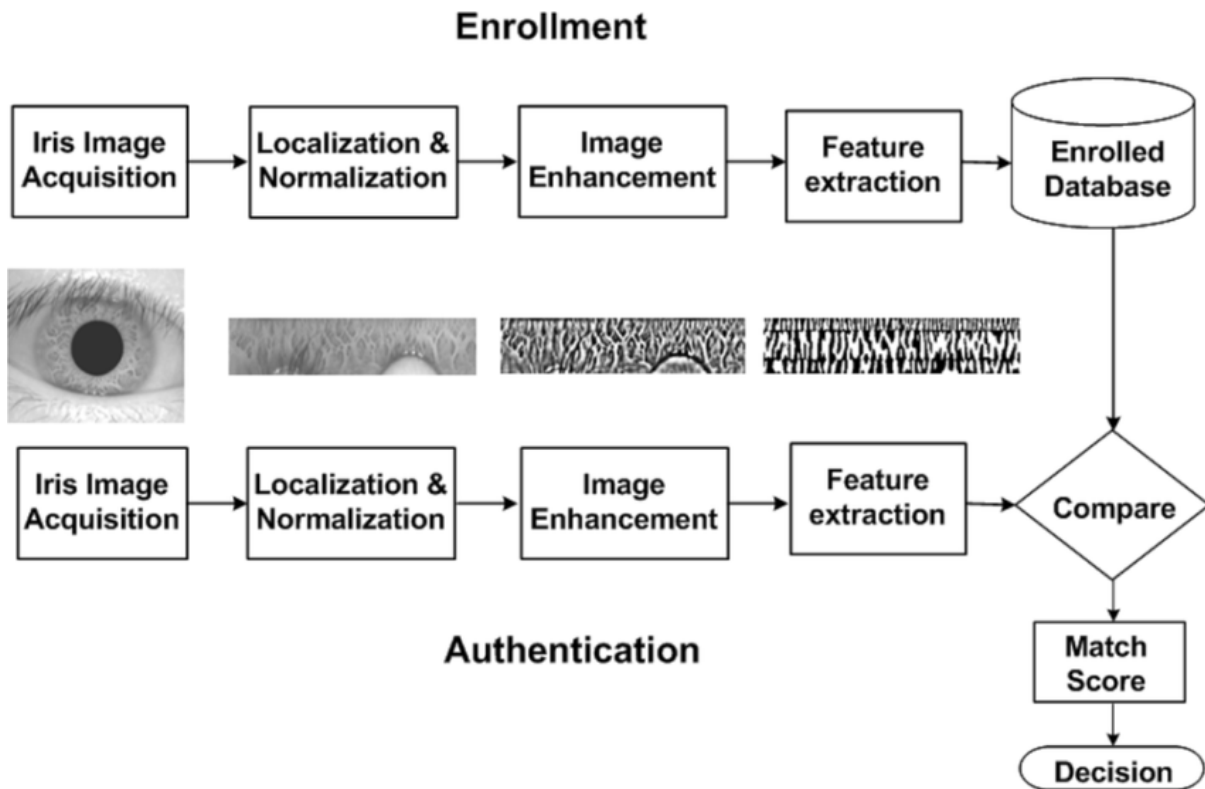 Enrollment
Iris Image
Acquisition
Localization &
Normalization
Image
Enhancement
Feature
extraction
Enrolled
Database
Iris Image
Acquisition
Localization &
Normalization
Image
Enhancement
Feature
extraction
Compare
Authentication
Match
Score
Decision